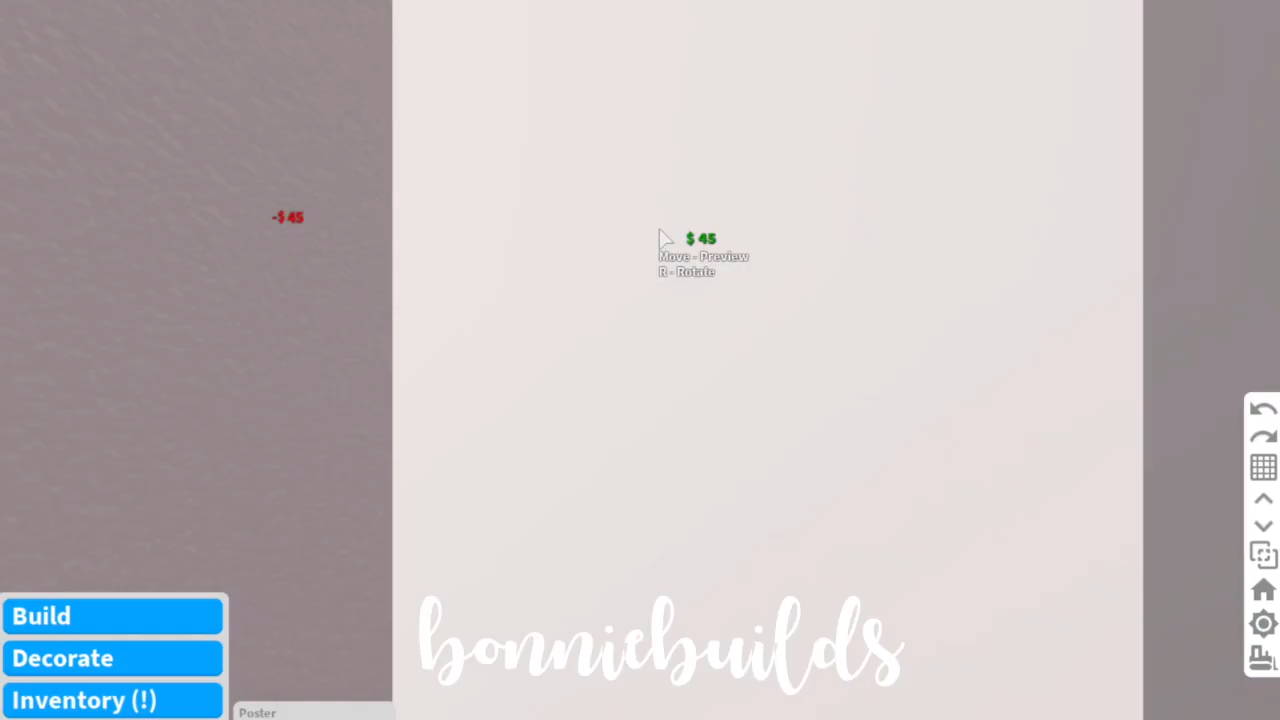 -$ 45
$ 45
Move - Preview
R - Rotate
Build
Decorate
Inventory (!)
Poster
bonniebuilds